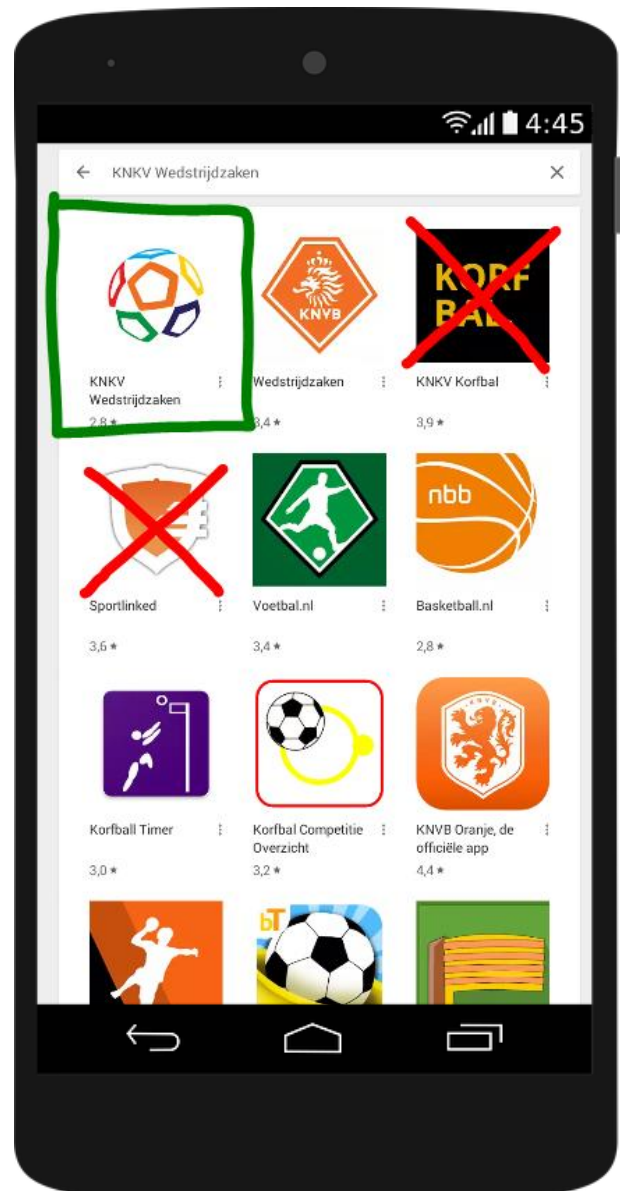 4:45
KNKV Wedstrijdzaken
KNVB
KORF
BAL
KNKV
Wedstrijdzaken
2,8 ★
Wedstrijdzaken
3,4 ★
KNKV Korfbal
3,9 ★
nbb
Sportlinked
3,6 ★
Voetbal.nl
3,4 ★
Basketball.nl
2,8 ★
KNVB
Korfball Timer
3,0 ★
Korfbal Competitie
Overzicht
3,2 ★
KNVB Oranje, de
officiële app
4,4 ★
bT